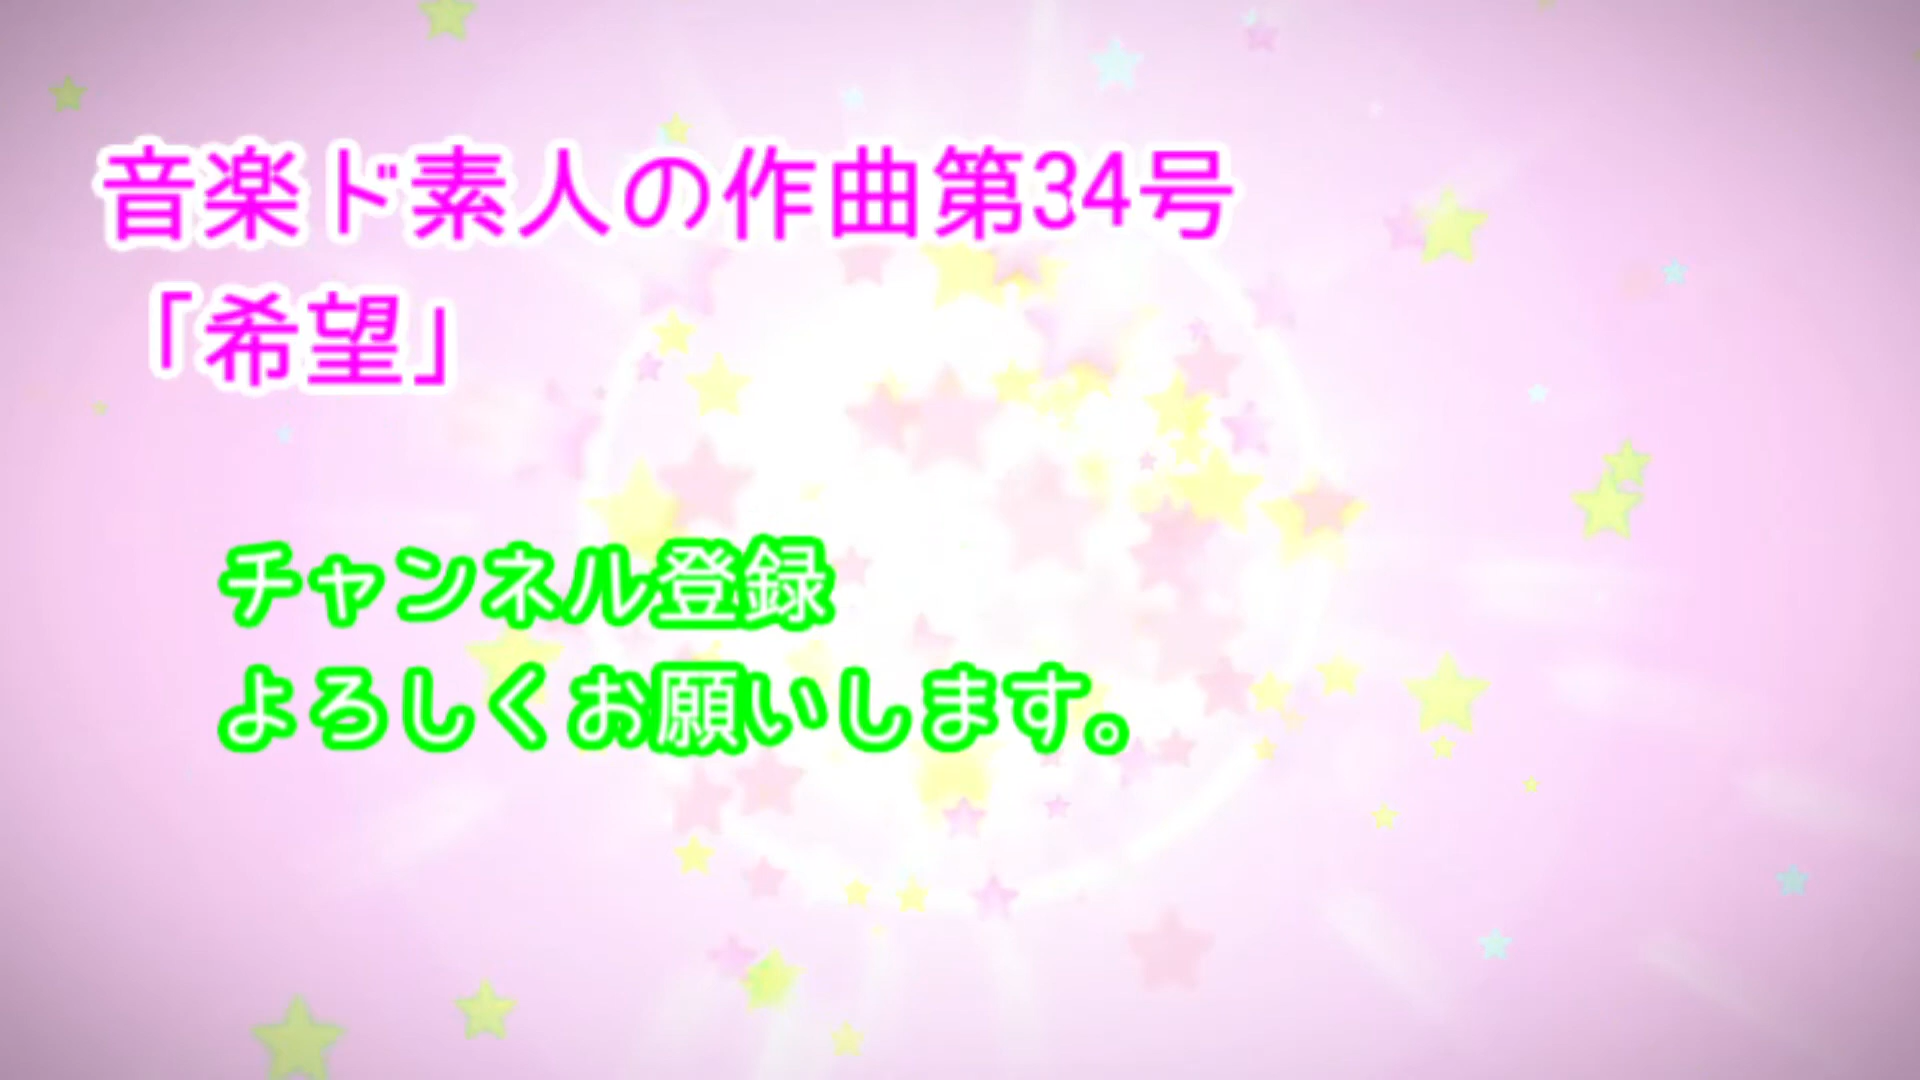 音楽ド素人の作曲第34号
「希望」
チャンネル登録
よろしくお願いします。